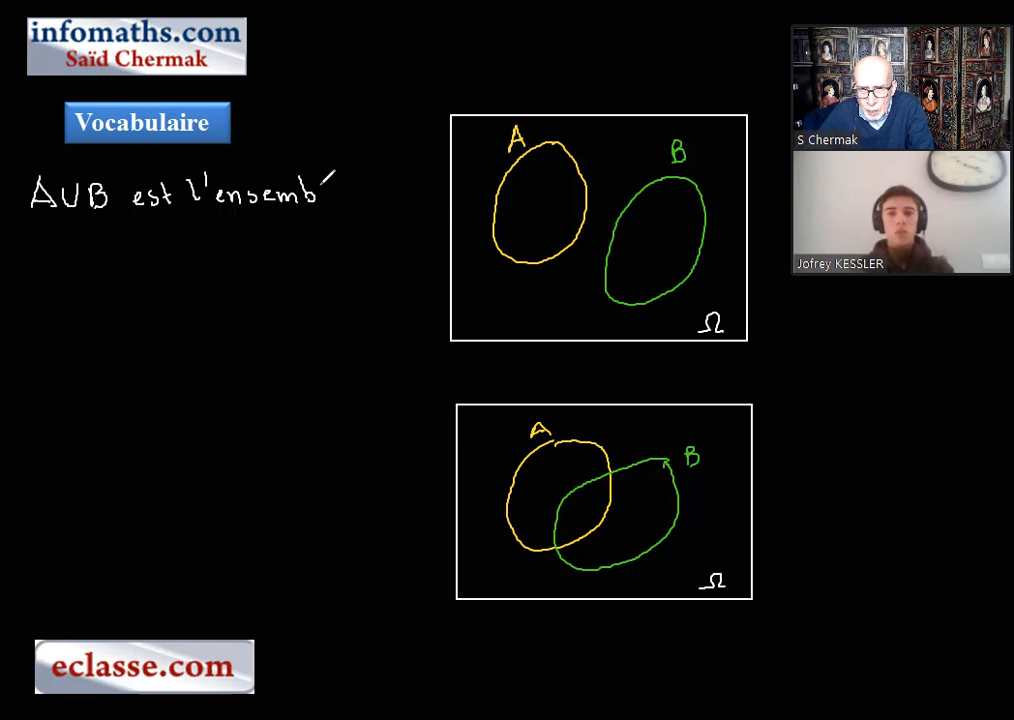 infomaths.com
Saïd Chermak
Vocabulaire
A∪B est l'ensemb
A
B
Ω
A
B
Ω
eclasse.com
S Chermak
Jofrey KESSLER